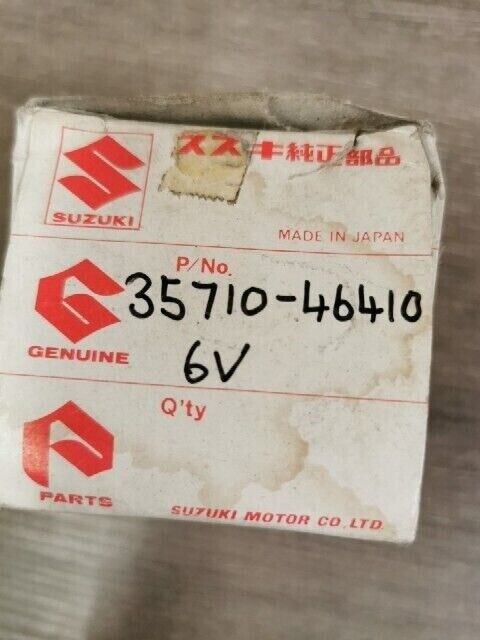 スズキ純正部品
SUZUKI
MADE IN JAPAN
P/No.
35710-46410
GENUINE
6V
Q'ty
PARTS
SUZUKI MOTOR CO., LTD.